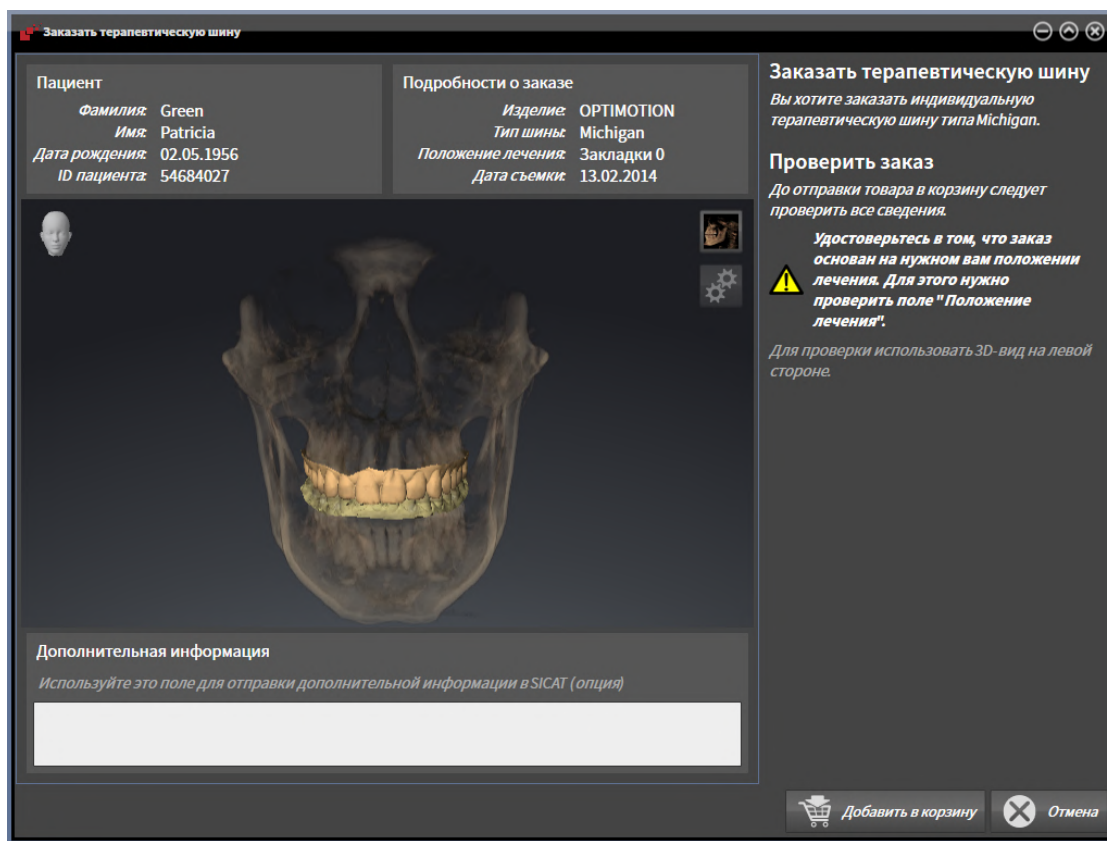 Заказать терапевтическую шину
Пациент
Фамилия: Green
Имя: Patricia
Дата рождения: 02.05.1956
ID пациента: 54684027
Подробности о заказе
Изделие: OPTIMOTION
Тип шины: Michigan
Положение лечения: Закладки 0
Дата съемки: 13.02.2014
Дополнительная информация
Используйте это поле для отправки дополнительной информации в SICAT (опция)
Заказать терапевтическую шину
Вы хотите заказать индивидуальную
терапевтическую шину типа Michigan.
Проверить заказ
До отправки товара в корзину следует
проверить все сведения.
Удостоверьтесь в том, что заказ
основан на нужном вам положении
лечения. Для этого нужно
проверить поле "Положение
лечения".
Для проверки использовать 3D-вид на левой
стороне.
Добавить в корзину
Отмена